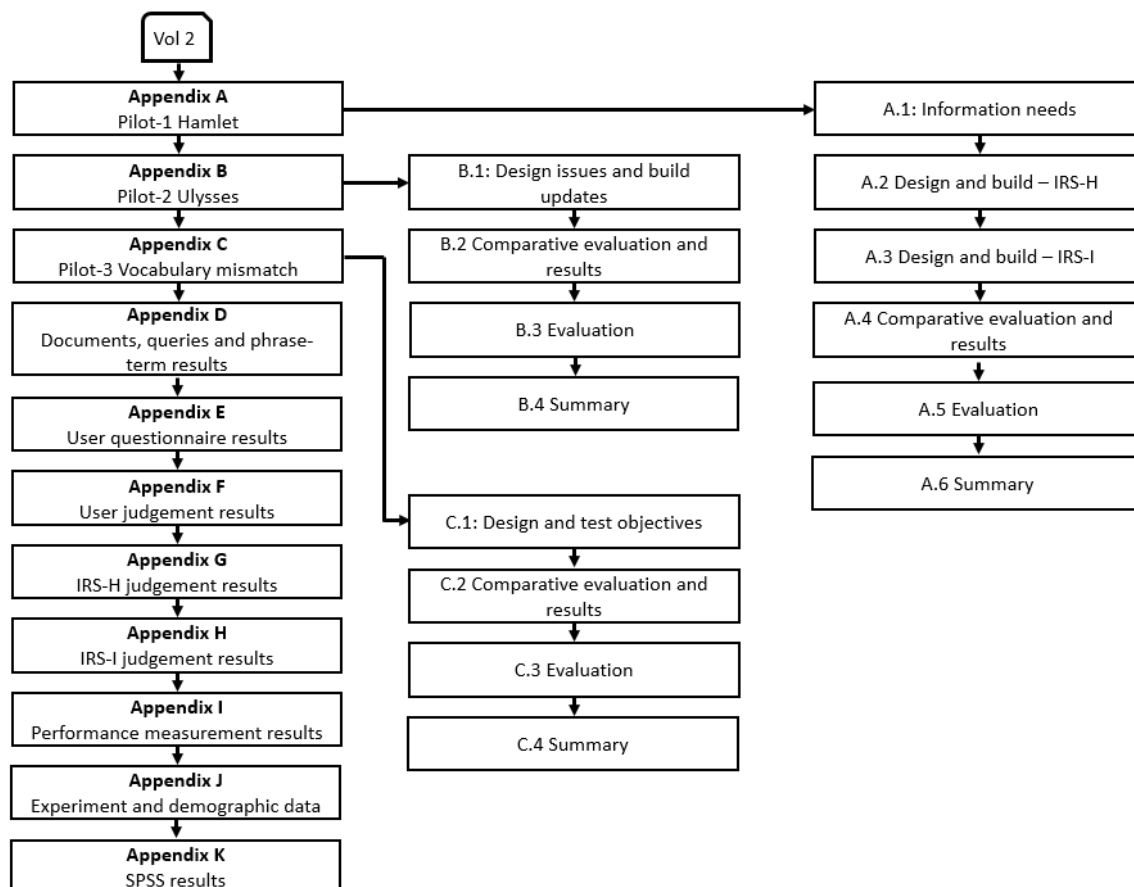 Vol 2
Appendix A
Pilot-1 Hamlet
Appendix B
Pilot-2 Ulysses
Appendix C
Pilot-3 Vocabulary mismatch
Appendix D
Documents, queries and phrase-
term results
Appendix E
User questionnaire results
Appendix F
User judgement results
Appendix G
IRS-H judgement results
Appendix H
IRS-I judgement results
Appendix I
Performance measurement results
Appendix J
Experiment and demographic data
Appendix K
SPSS results
B.1: Design issues and build
updates
B.2 Comparative evaluation and
results
B.3 Evaluation
B.4 Summary
C.1: Design and test objectives
C.2 Comparative evaluation and
results
C.3 Evaluation
C.4 Summary
A.1: Information needs
A.2 Design and build – IRS-H
A.3 Design and build – IRS-I
A.4 Comparative evaluation and
results
A.5 Evaluation
A.6 Summary